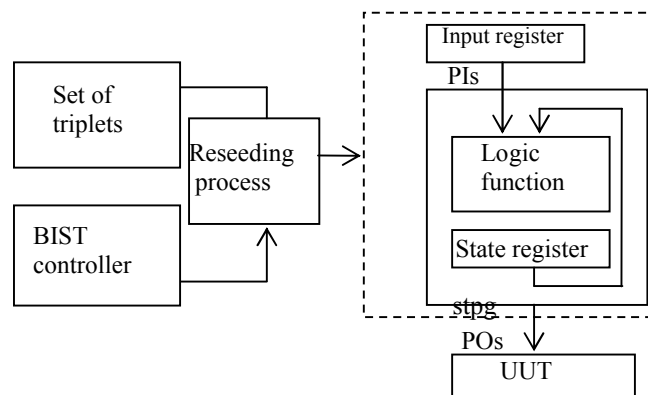 Input register
PIs
Set of
triplets
Reseeding
process
Logic
function
BIST
controller
State register
stpg
POs
UUT